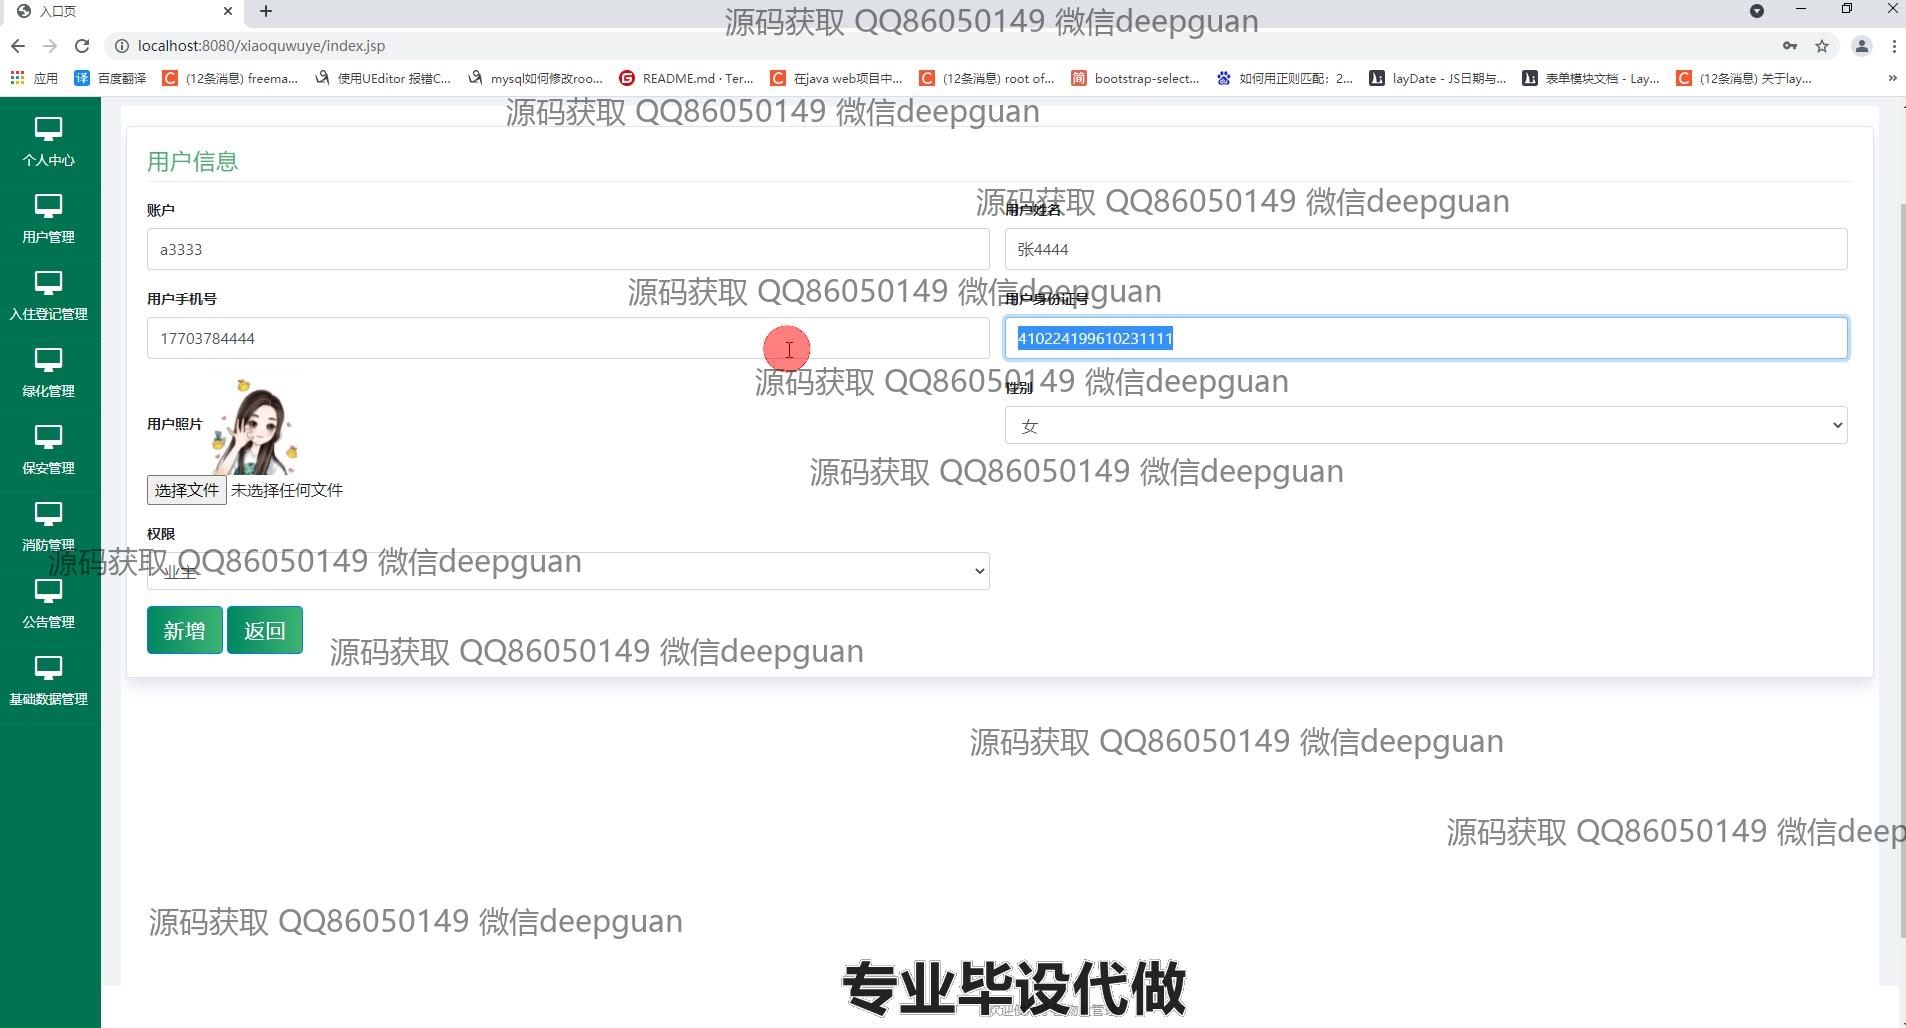 入口页
源码获取 QQ86050149 微信deepguan
localhost:8080/xiaoquwuye/index.jsp
应用
百度翻译
(12条消息) freema...
使用UEditor 报错C...
mysql如何修改roo...
README.md · Ter...
在java web项目中...
(12条消息) root of...
bootstrap-select...
如何用正则匹配：2...
layDate - JS日期与...
表单模块文档 - Lay...
(12条消息) 关于lay...
源码获取 QQ86050149 微信deepguan
个人中心
用户管理
入住登记管理
绿化管理
保安管理
消防管理
公告管理
基础数据管理
用户信息
源码获取 QQ86050149 微信deepguan
账户
用户姓名
a3333
张4444
源码获取 QQ86050149 微信deepguan
用户手机号
用户身份证号
17703784444
410224199610231111
源码获取 QQ86050149 微信deepguan
用户照片
性别
女
源码获取 QQ86050149 微信deepguan
选择文件 未选择任何文件
权限
源码获取 QQ86050149 微信deepguan
业主
新增
返回
源码获取 QQ86050149 微信deepguan
源码获取 QQ86050149 微信deepguan
源码获取 QQ86050149 微信deep
源码获取 QQ86050149 微信deepguan
专业毕设代做